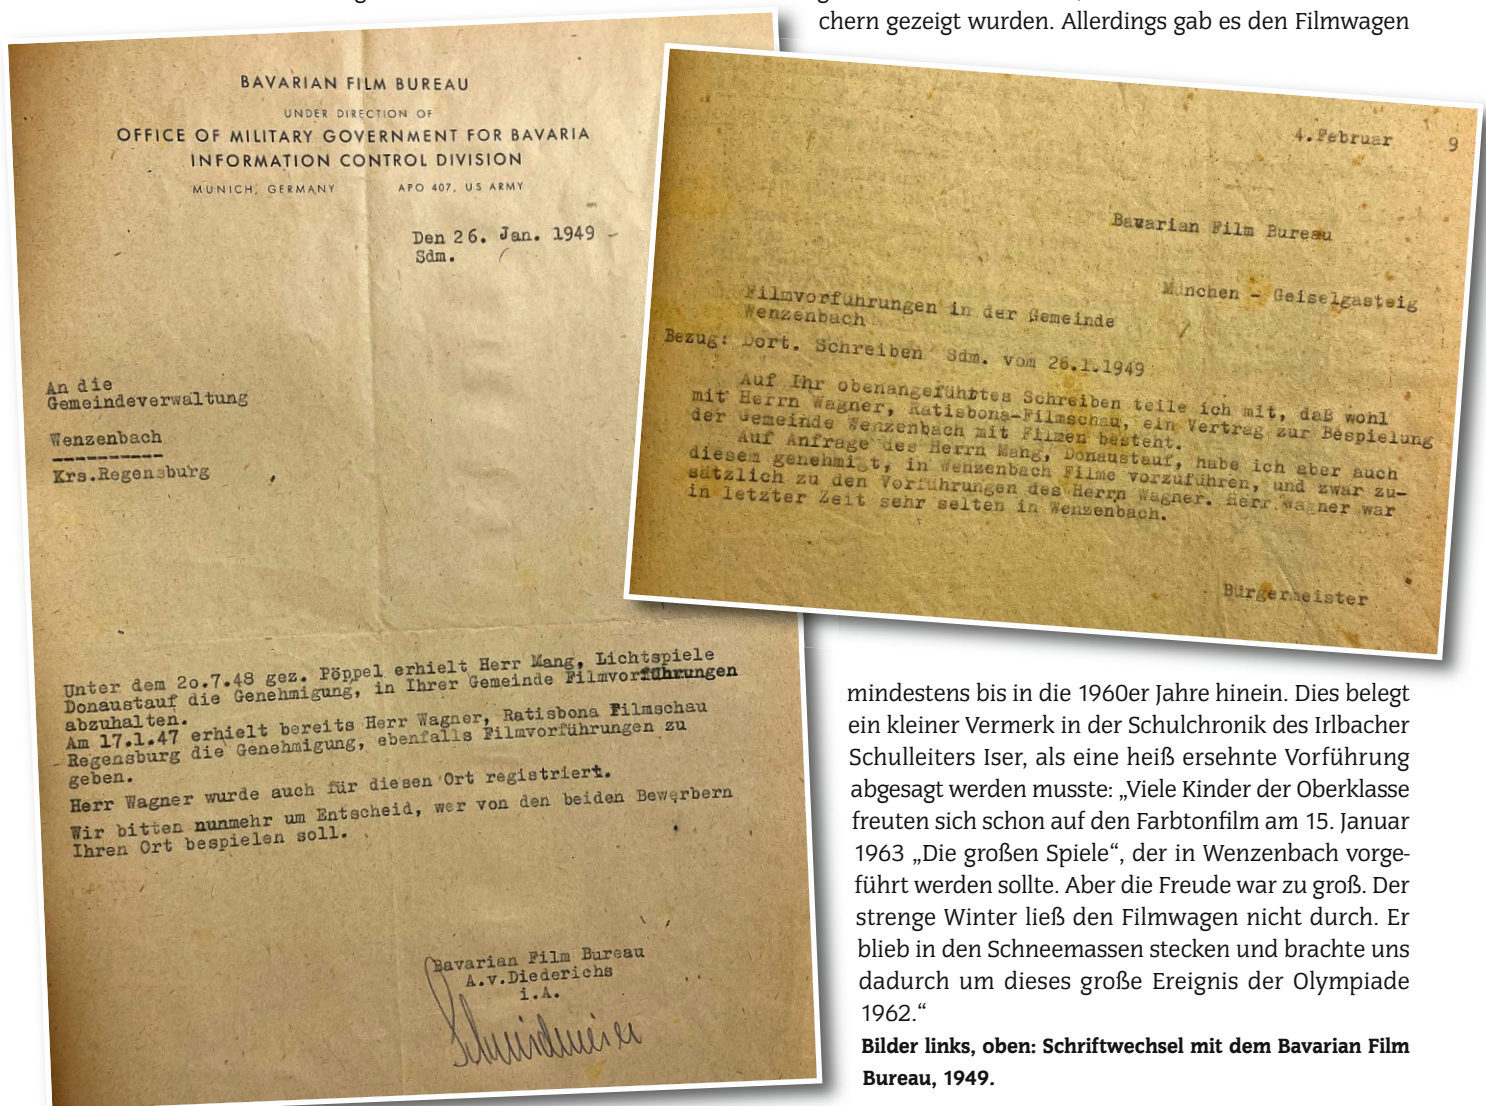 chern gezeigt wurden. Allerdings gab es den Filmwagen
BAVARIAN FILM BUREAU
UNDER DIRECTION OF
OFFICE OF MILITARY GOVERNMENT FOR BAVARIA
INFORMATION CONTROL DIVISION
MUNICH, GERMANY APO 407, US ARMY
Den 26. Jan. 1949
Sdm.
An die
Gemeindeverwaltung
Wenzenbach
Krs.Regensburg
Unter dem 2o.7.48 gez. Pöppel erhielt Herr Mang, Lichtspiele
Donaustauf die Genehmigung, in Ihrer Gemeinde Filmvorführungen
abzuhalten.
Am 17.1.47 erhielt bereits Herr Wagner, Ratisbona Filmschau
Regensburg die Genehmigung, ebenfalls Filmvorführungen zu
geben.
Herr Wagner wurde auch für diesen Ort registriert.
Wir bitten nunmehr um Entscheid, wer von den beiden Bewerbern
Ihren Ort bespielen soll.
Bavarian Film Bureau
A.v.Diederichs
i.A.
4.Februar 9
Bavarian Film Bureau
München - Geiselgasteig
Filmvorführungen in der Gemeinde
Wenzenbach
Bezug: Dort. Schreiben Sdm. vom 26.1.1949
Auf Ihr obenangeführtes Schreiben teile ich mit, daß wohl
mit Herrn Wagner, Ratisbona-Filmschau, ein Vertrag zur Bespielung
der Gemeinde Wenzenbach mit Filmen besteht.
Auf Anfrage des Herrn Mang, Donaustauf, habe ich aber auch
diesem genehmigt, in Wenzenbach Filme vorzuführen, und zwar zu-
sätzlich zu den Vorführungen des Herrn Wagner. Herr Wagner war
in letzter Zeit sehr selten in Wenzenbach.
Bürgermeister
mindestens bis in die 1960er Jahre hinein. Dies belegt
ein kleiner Vermerk in der Schulchronik des Irlbacher
Schulleiters Iser, als eine heiß ersehnte Vorführung
abgesagt werden musste: „Viele Kinder der Oberklasse
freuten sich schon auf den Farbtonfilm am 15. Januar
1963 „Die großen Spiele“, der in Wenzenbach vorge-
führt werden sollte. Aber die Freude war zu groß. Der
strenge Winter ließ den Filmwagen nicht durch. Er
blieb in den Schneemassen stecken und brachte uns
dadurch um dieses große Ereignis der Olympiade
1962.“
Bilder links, oben: Schriftwechsel mit dem Bavarian Film
Bureau, 1949.